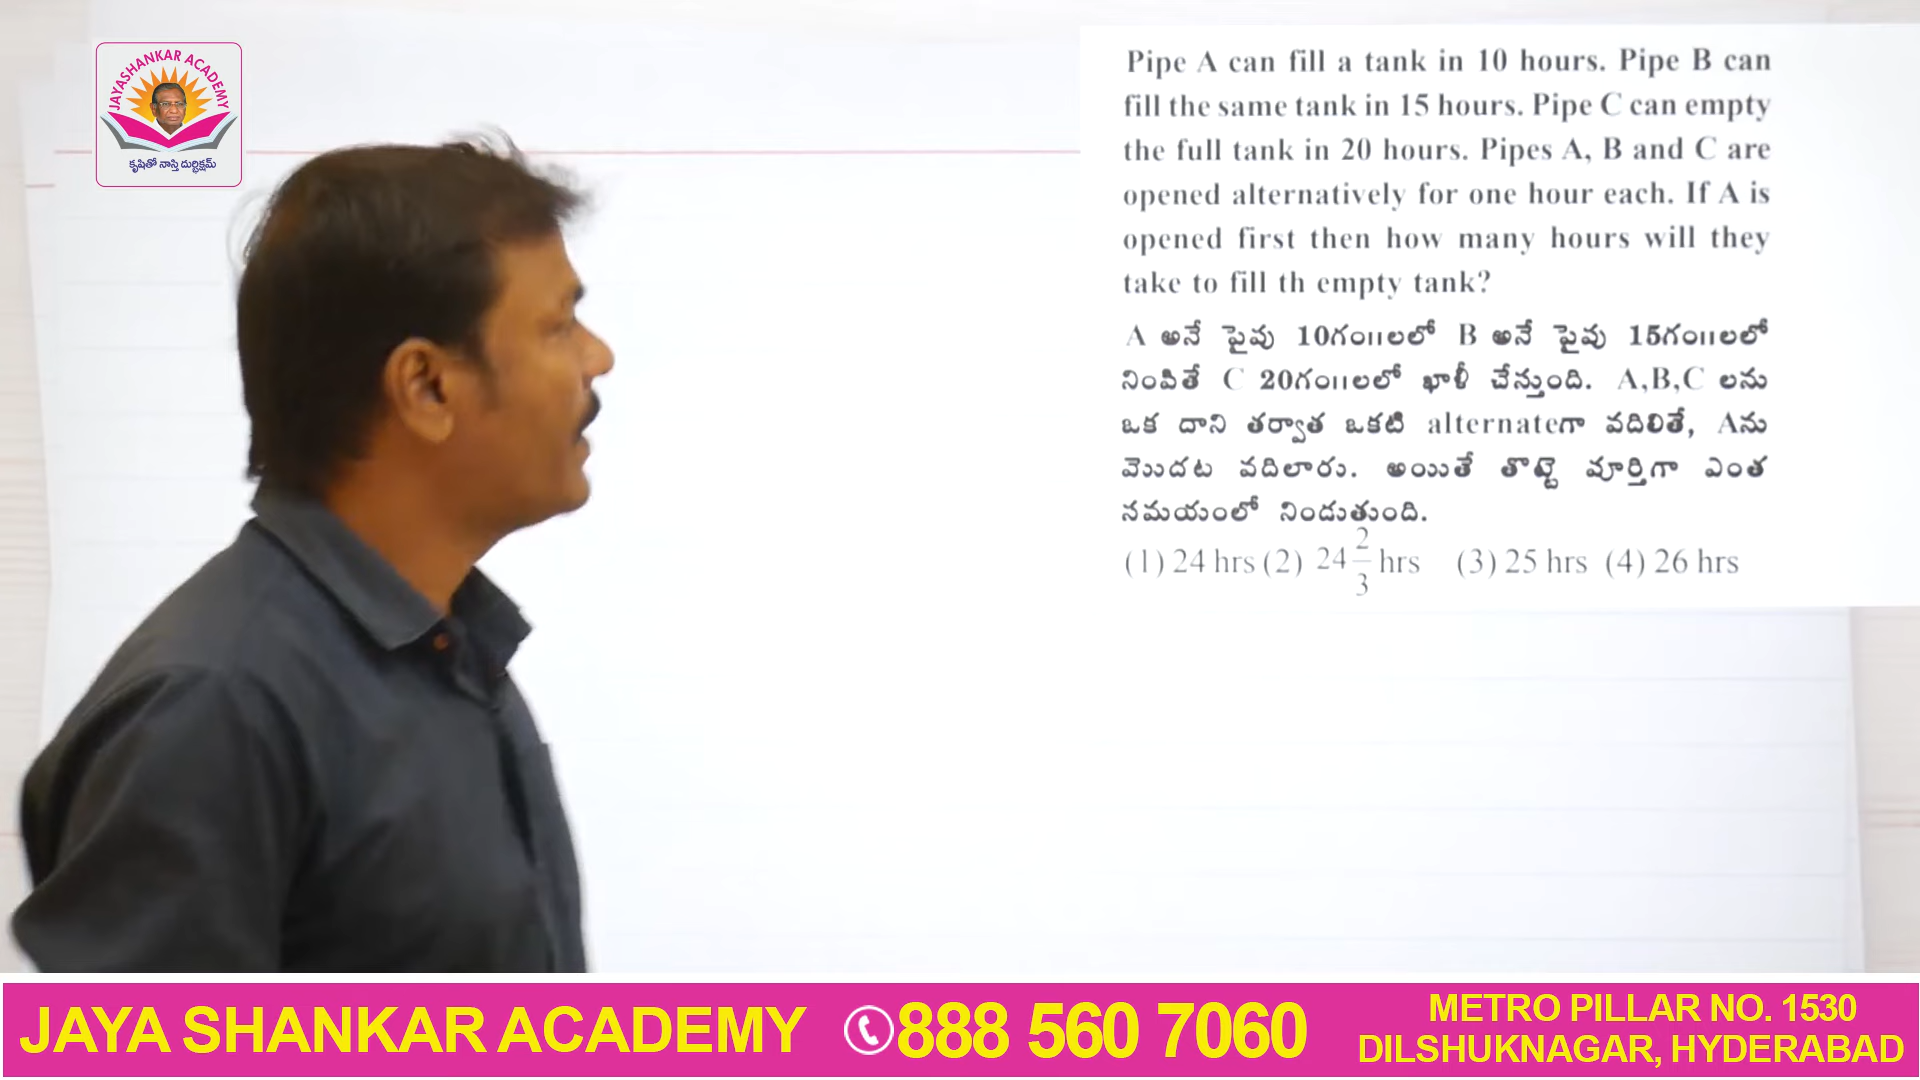 JAYASHANKAR ACADEMY
కృషితో నాస్తి దుర్భిక్షమ్
Pipe A can fill a tank in 10 hours. Pipe B can
fill the same tank in 15 hours. Pipe C can empty
the full tank in 20 hours. Pipes A, B and C are
opened alternatively for one hour each. If A is
opened first then how many hours will they
take to fill th empty tank?
A అనే పైపు 10గం||లలో B అనే పైపు 15గం||లలో
నింపితే C 20గం||లలో ఖాళీ చేస్తుంది. A,B,C లను
ఒక దాని తర్వాత ఒకటి alternateగా వదిలితే, Aను
మొదట వదిలారు. అయితే తొట్టె పూర్తిగా ఎంత
సమయంలో నిండుతుంది.
(1) 24 hrs (2) 24 2/3 hrs (3) 25 hrs (4) 26 hrs
JAYA SHANKAR ACADEMY 888 560 7060
METRO PILLAR NO. 1530
DILSHUKNAGAR, HYDERABAD